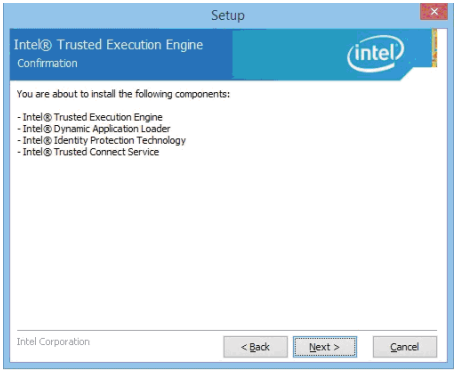 Setup
Intel® Trusted Execution Engine
Confirmation
intel
You are about to install the following components:
- Intel® Trusted Execution Engine
- Intel® Dynamic Application Loader
- Intel® Identity Protection Technology
- Intel® Trusted Connect Service
Intel Corporation
< Back
Next >
Cancel